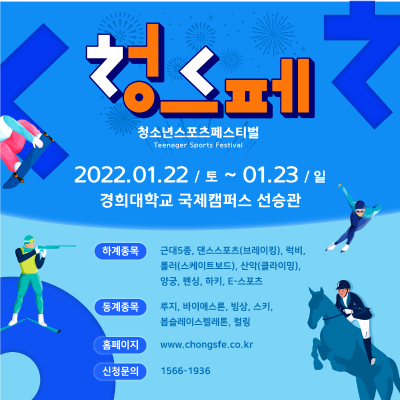 청스페
청소년스포츠페스티벌
Teenager Sports Festival
2022.01.22 / 토 ~ 01.23 / 일
경희대학교 국제캠퍼스 선승관
하계종목 근대5종, 댄스스포츠(브레이킹), 럭비,
롤러(스케이트보드), 산악(클라이밍),
양궁, 펜싱, 하키, E-스포츠
동계종목 루지, 바이애스론, 빙상, 스키,
봅슬레이스켈레톤, 컬링
홈페이지 www.chongsfe.co.kr
신청문의 1566-1936